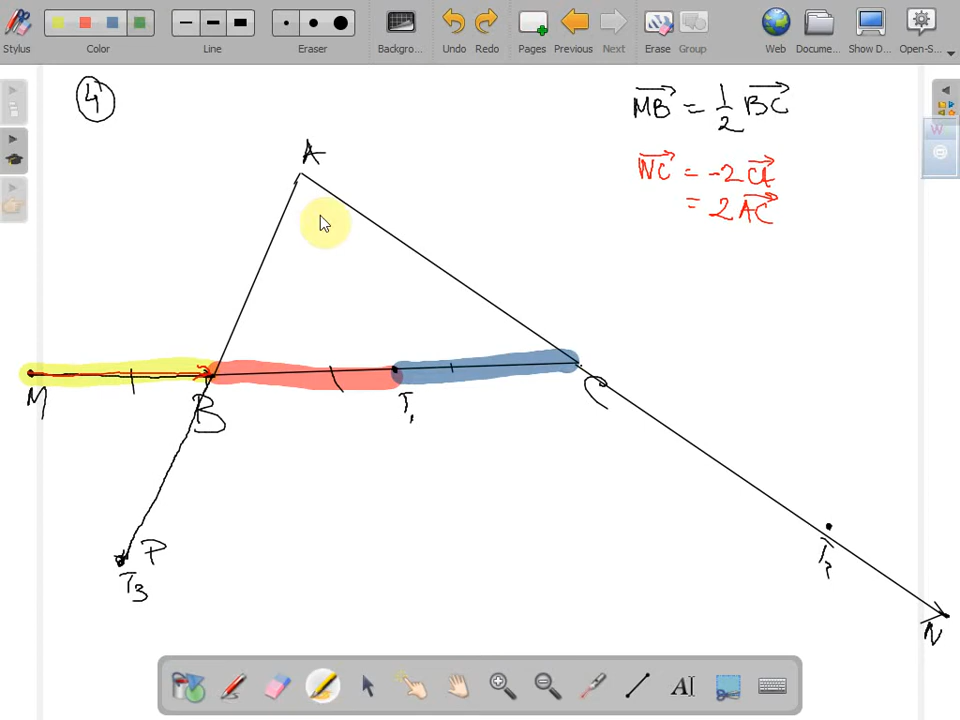 Stylus
Color
Line
Eraser
Backgro...
Undo
Redo
Pages
Previous
Next
Erase
Group
Web
Docume...
Show D...
Open-S...
4
MB = 1/2 BC
NC = -2 CA
= 2 AC
A
M
B
T1
C
P
T3
T2
N
W